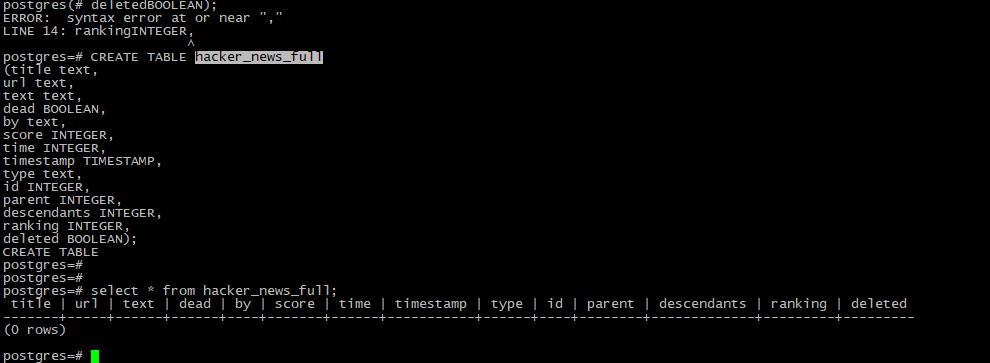 postgres(# deletedBOOLEAN);
ERROR:  syntax error at or near ","
LINE 14: rankingINTEGER,
                       ^
postgres=# CREATE TABLE hacker_news_full
(title text,
url text,
text text,
dead BOOLEAN,
by text,
score INTEGER,
time INTEGER,
timestamp TIMESTAMP,
type text,
id INTEGER,
parent INTEGER,
descendants INTEGER,
ranking INTEGER,
deleted BOOLEAN);
CREATE TABLE
postgres=#
postgres=#
postgres=# select * from hacker_news_full;
 title | url | text | dead | by | score | time | timestamp | type | id | parent | descendants | ranking | deleted
-------+-----+------+------+----+-------+------+-----------+------+----+--------+-------------+---------+---------
(0 rows)

postgres=#